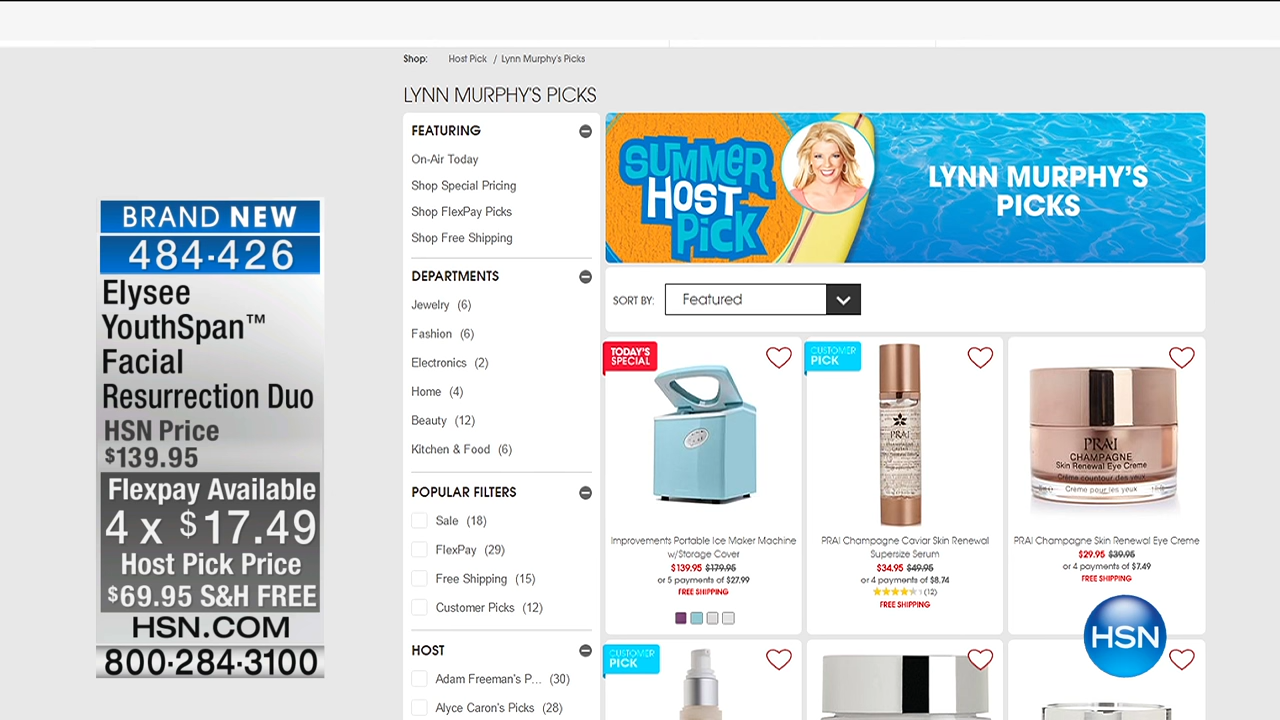 Shop: Host Pick / Lynn Murphy's Picks
LYNN MURPHY'S PICKS
BRAND NEW
484·426
Elysee
YouthSpan™
Facial
Resurrection Duo
HSN Price
$139.95
Flexpay Available
4 x $17.49
Host Pick Price
$69.95 S&H FREE
HSN.COM
800·284·3100
FEATURING
On-Air Today
Shop Special Pricing
Shop FlexPay Picks
Shop Free Shipping
DEPARTMENTS
Jewelry (6)
Fashion (6)
Electronics (2)
Home (4)
Beauty (12)
Kitchen & Food (6)
POPULAR FILTERS
Sale (18)
FlexPay (29)
Free Shipping (15)
Customer Picks (12)
HOST
Adam Freeman's P... (30)
Alyce Caron's Picks (28)
SUMMER
HOST
PICK
LYNN MURPHY'S
PICKS
SORT BY: Featured
TODAY'S
SPECIAL
Improvements Portable Ice Maker Machine
w/Storage Cover
$139.95 $179.95
or 5 payments of $27.99
FREE SHIPPING
CUSTOMER
PICK
PRAI
PRAI Champagne Caviar Skin Renewal
Supersize Serum
$34.95 $49.95
or 4 payments of $8.74
(12)
FREE SHIPPING
PRAI
CHAMPAGNE
Skin Renewal Eye Creme
Crème contour des yeux
Crème pour les yeux
PRAI Champagne Skin Renewal Eye Creme
$29.95 $39.95
or 4 payments of $7.49
FREE SHIPPING
CUSTOMER
PICK
HSN